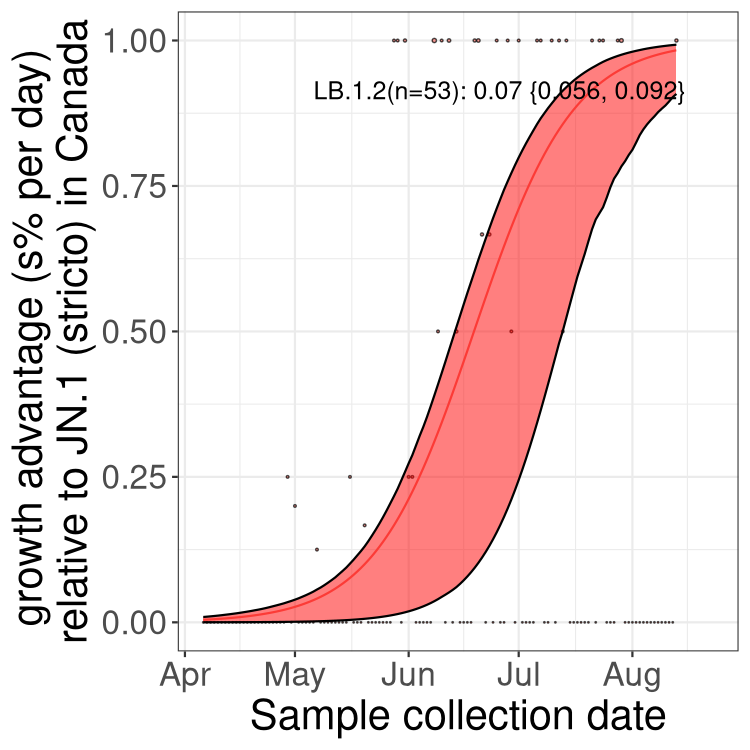 growth advantage (s% per day)
relative to JN.1 (stricto) in Canada
1.00
0.75
0.50
0.25
0.00
LB.1.2(n=53): 0.07 {0.056, 0.092}
Apr May Jun Jul Aug
Sample collection date